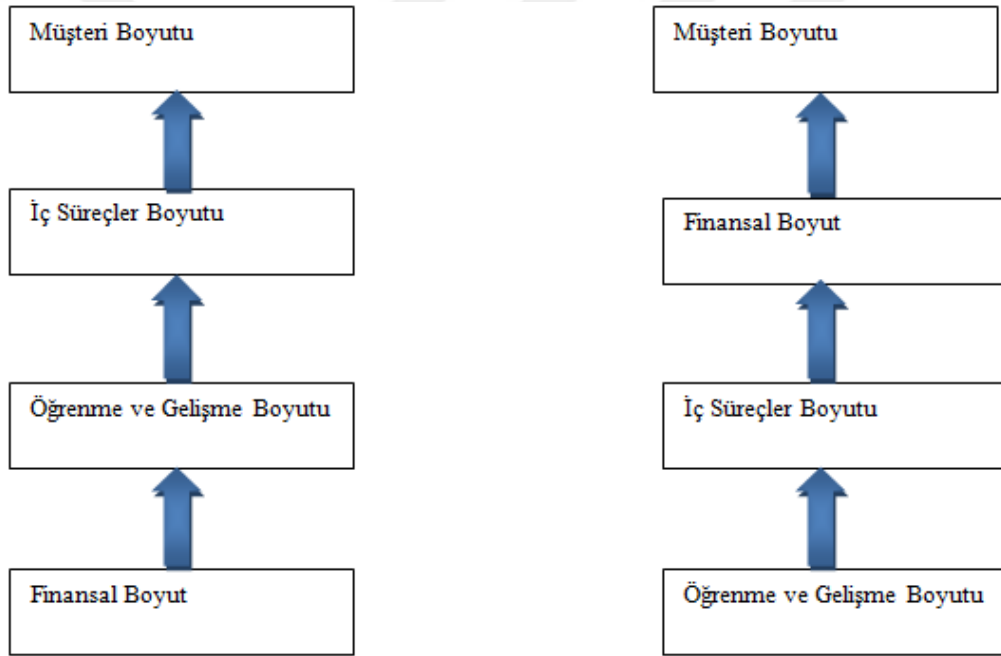 Müşteri Boyutu
İç Süreçler Boyutu
Öğrenme ve Gelişme Boyutu
Finansal Boyut
Müşteri Boyutu
Finansal Boyut
İç Süreçler Boyutu
Öğrenme ve Gelişme Boyutu